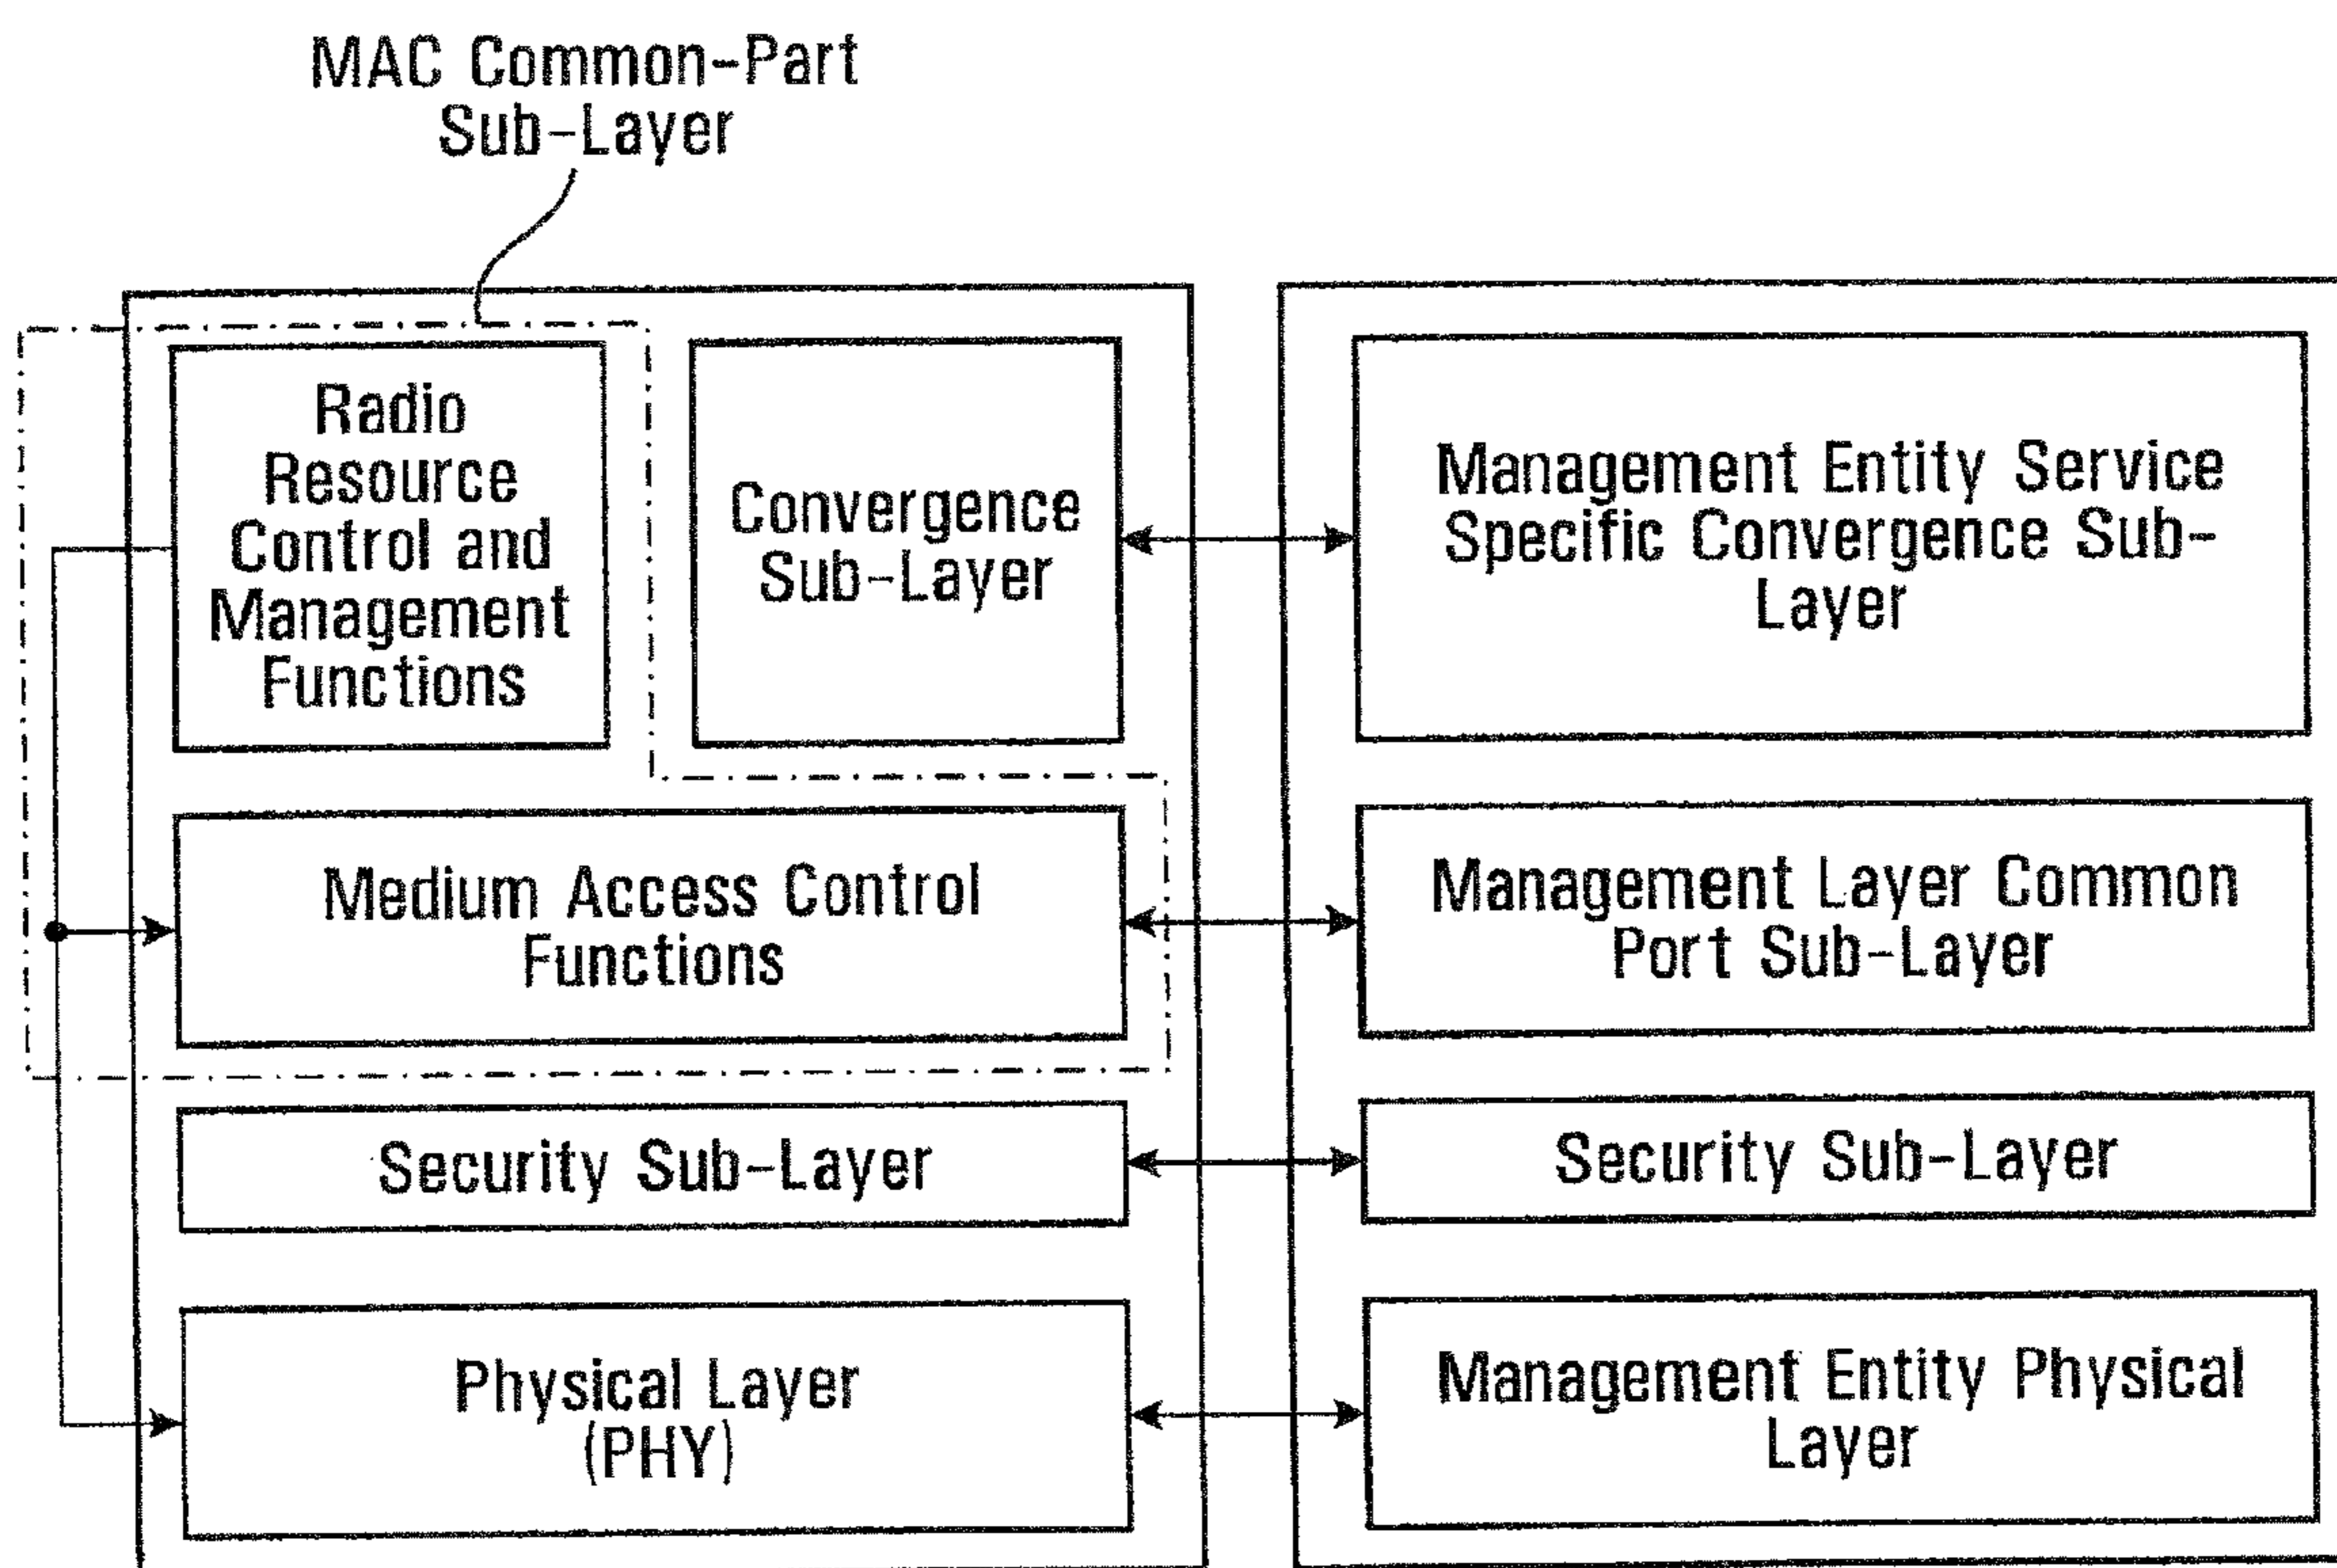 MAC Common-Part
Sub-Layer
Radio
Resource
Control and
Management
Functions
Convergence
Sub-Layer
Management Entity Service
Specific Convergence Sub-
Layer
Medium Access Control
Functions
Management Layer Common
Port Sub-Layer
Security Sub-Layer
Security Sub-Layer
Physical Layer
(PHY)
Management Entity Physical
Layer